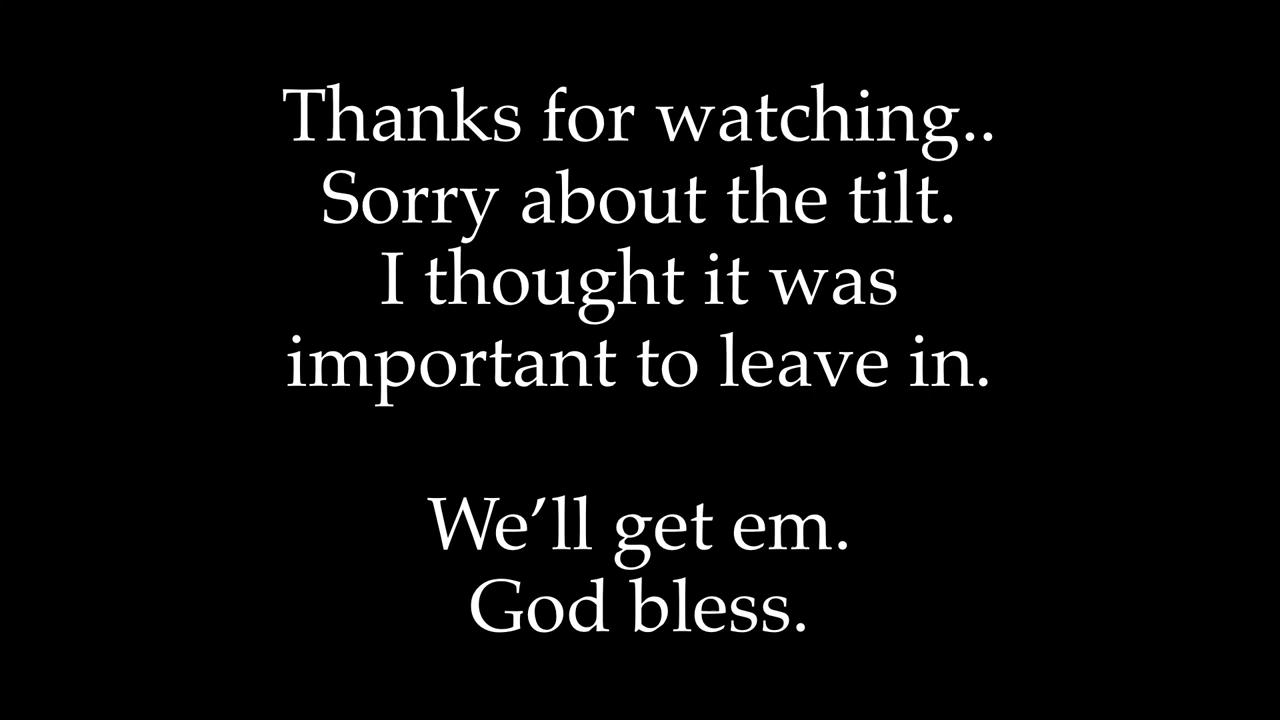 Thanks for watching..
Sorry about the tilt.
I thought it was
important to leave in.
We’ll get em.
God bless.